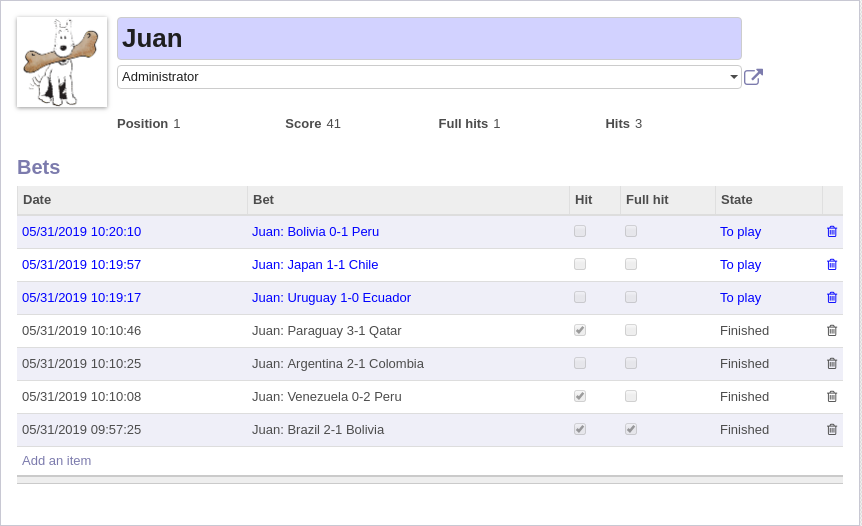 Juan
Administrator
Position 1 Score 41 Full hits 1 Hits 3
Bets
Date Bet Hit Full hit State
05/31/2019 10:20:10 Juan: Bolivia 0-1 Peru To play
05/31/2019 10:19:57 Juan: Japan 1-1 Chile To play
05/31/2019 10:19:17 Juan: Uruguay 1-0 Ecuador To play
05/31/2019 10:10:46 Juan: Paraguay 3-1 Qatar Finished
05/31/2019 10:10:25 Juan: Argentina 2-1 Colombia Finished
05/31/2019 10:10:08 Juan: Venezuela 0-2 Peru Finished
05/31/2019 09:57:25 Juan: Brazil 2-1 Bolivia Finished
Add an item